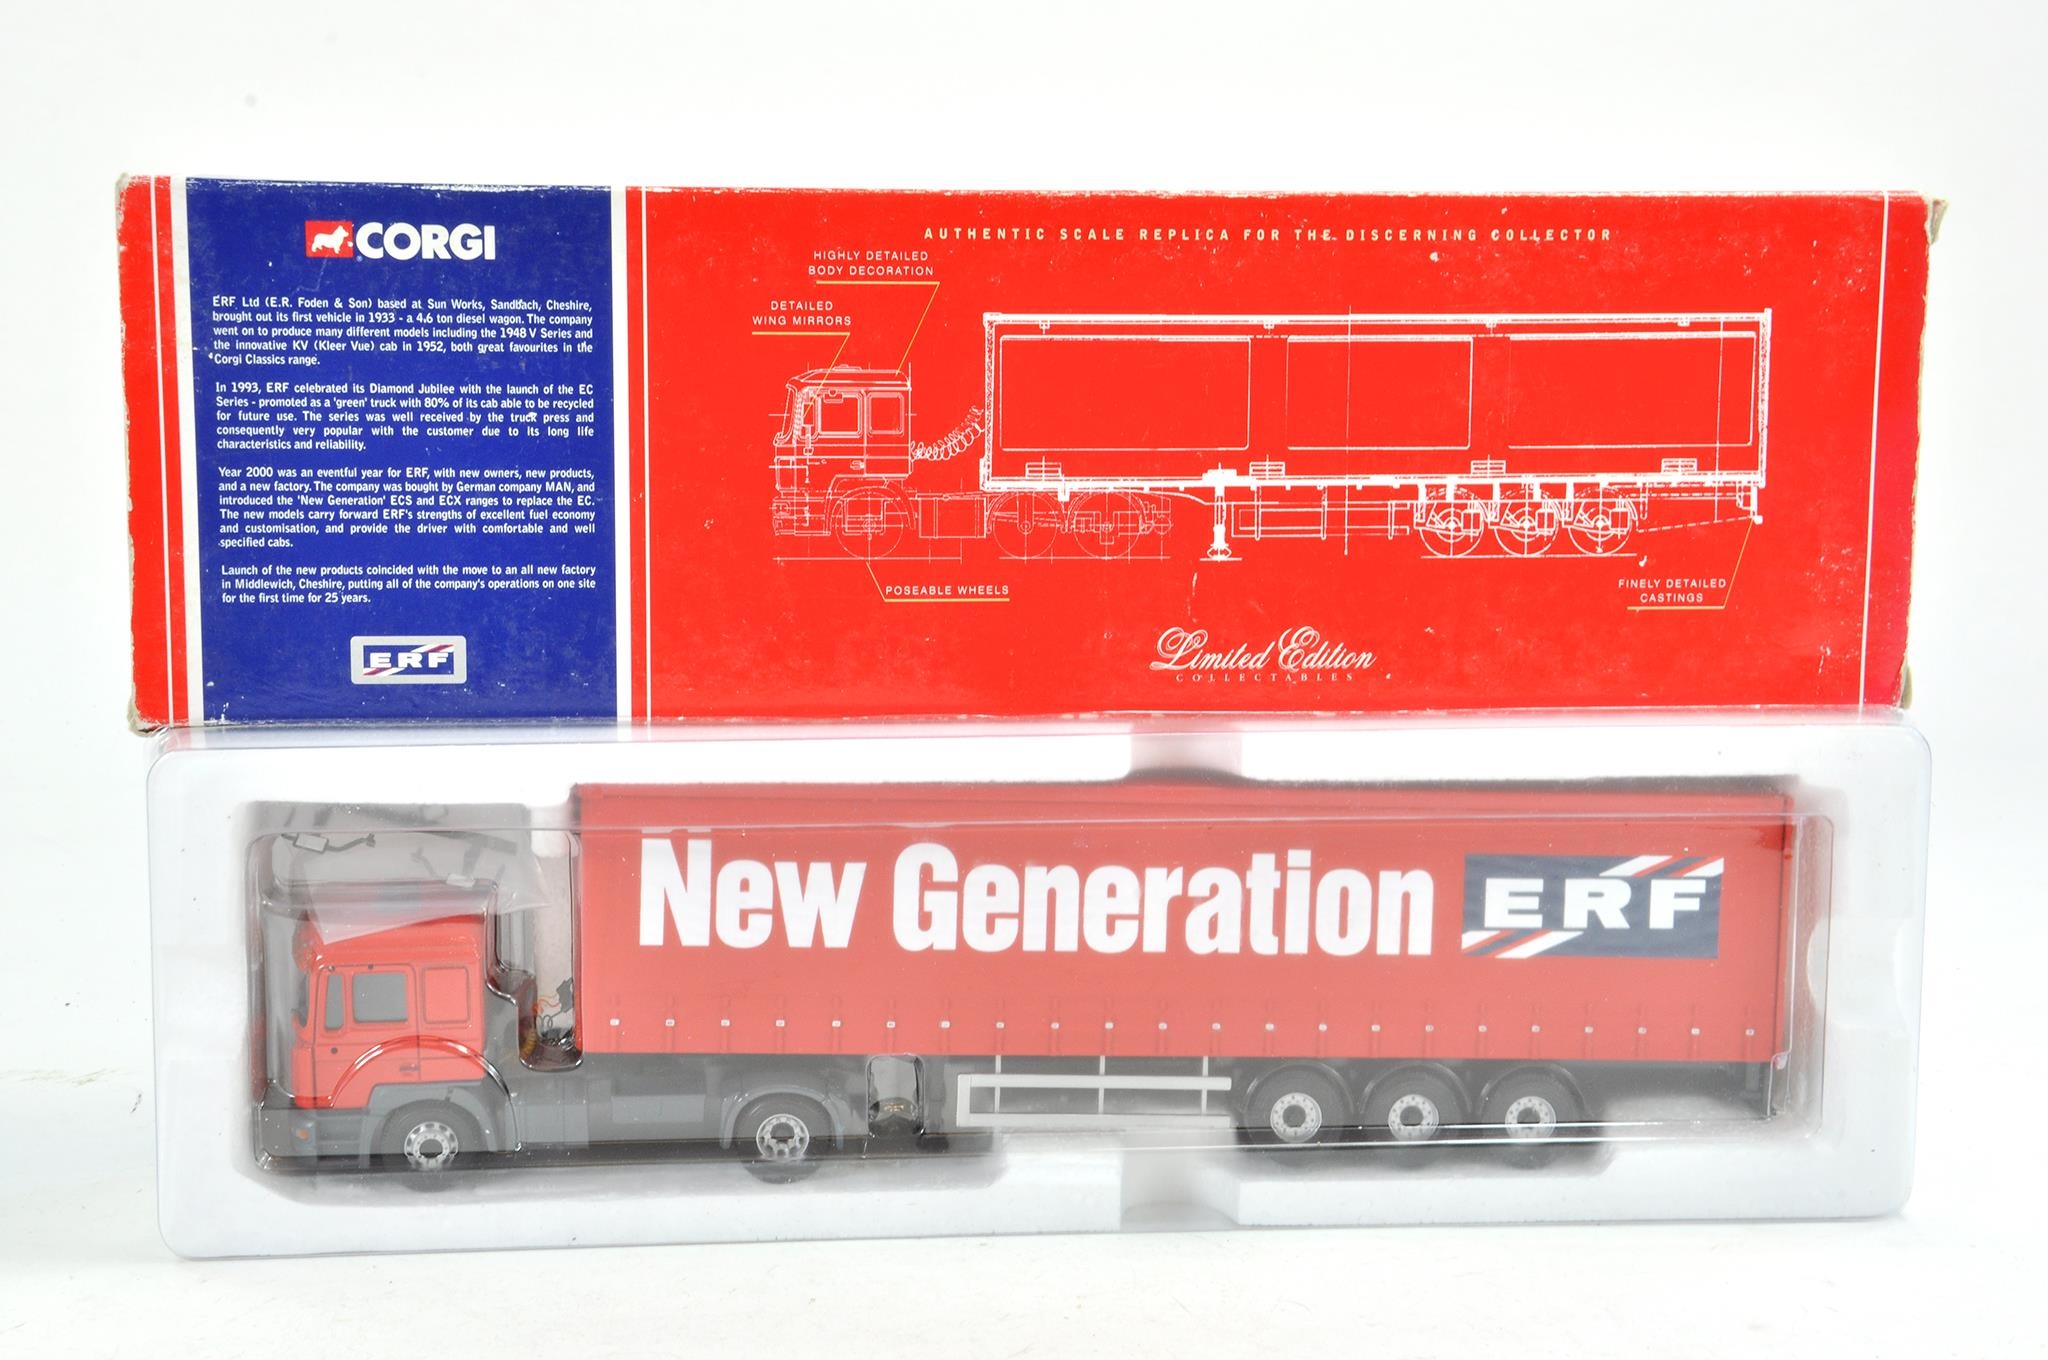 CORGI
ERF Ltd (E.R. Foden & Son) based at Sun Works, Sandbach, Cheshire,
brought out its first vehicle in 1933 - a 4.6 ton diesel wagon. The company
went on to produce many different models including the 1948 V Series and
the innovative KV (Kleer Vue) cab in 1952, both great favourites in the
Corgi Classics range.
In 1993, ERF celebrated its Diamond Jubilee with the launch of the EC
Series - promoted as a 'green' truck with 80% of its cab able to be recycled
for future use. The series was well received by the truck press and
consequently very popular with the customer due to its long life
characteristics and reliability.
Year 2000 was an eventful year for ERF, with new owners, new products,
and a new factory. The company was bought by German company MAN, and
introduced the 'New Generation' ECS and ECX ranges to replace the EC.
The new models carry forward ERF's strengths of excellent fuel economy
and customisation, and provide the driver with comfortable and well
specified cabs.
Launch of the new products coincided with the move to an all new factory
in Middlewich, Cheshire, putting all of the company's operations on one site
for the first time for 25 years.
ERF
AUTHENTIC SCALE REPLICA FOR THE DISCERNING COLLECTOR
HIGHLY DETAILED
BODY DECORATION
DETAILED
WING MIRRORS
POSEABLE WHEELS
FINELY DETAILED
CASTINGS
Limited Edition
COLLECTABLES
New Generation ERF